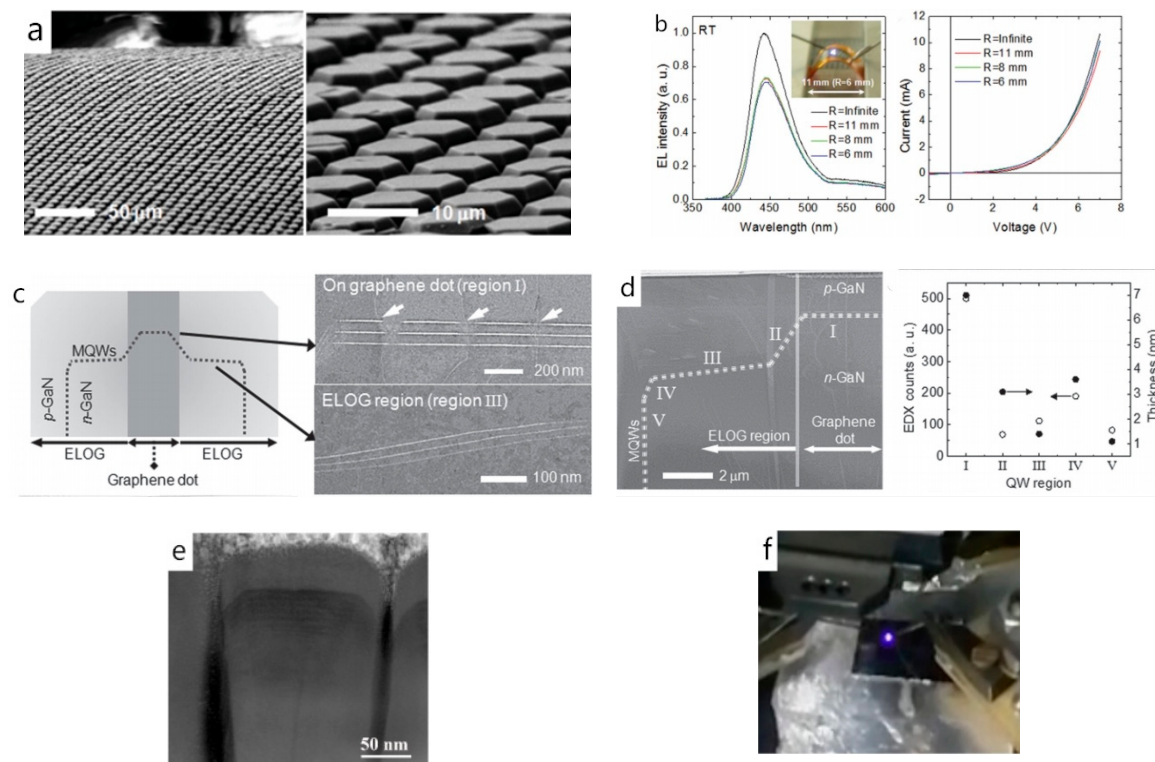 a
50 μm
10 μm
b
RT
EL intensity (a. u.)
1.0
0.8
0.6
0.4
0.2
0.0
350 400 450 500 550 600
Wavelength (nm)
11 mm (R=6 mm)
R=Infinite
R=11 mm
R=8 mm
R=6 mm
Current (mA)
12
10
8
6
4
2
0
-2
0 2 4 6 8
Voltage (V)
R=Infinite
R=11 mm
R=8 mm
R=6 mm
c
MQWs
p-GaN
n-GaN
ELOG
ELOG
Graphene dot
On graphene dot (region I)
200 nm
ELOG region (region III)
100 nm
d
p-GaN
I
II
III
IV
V
n-GaN
MQWs
ELOG region
Graphene dot
2 μm
EDX counts (a. u.)
500
400
300
200
100
0
I II III IV V
QW region
7
6
5
4
3
2
1
Thickness (nm)
e
50 nm
f